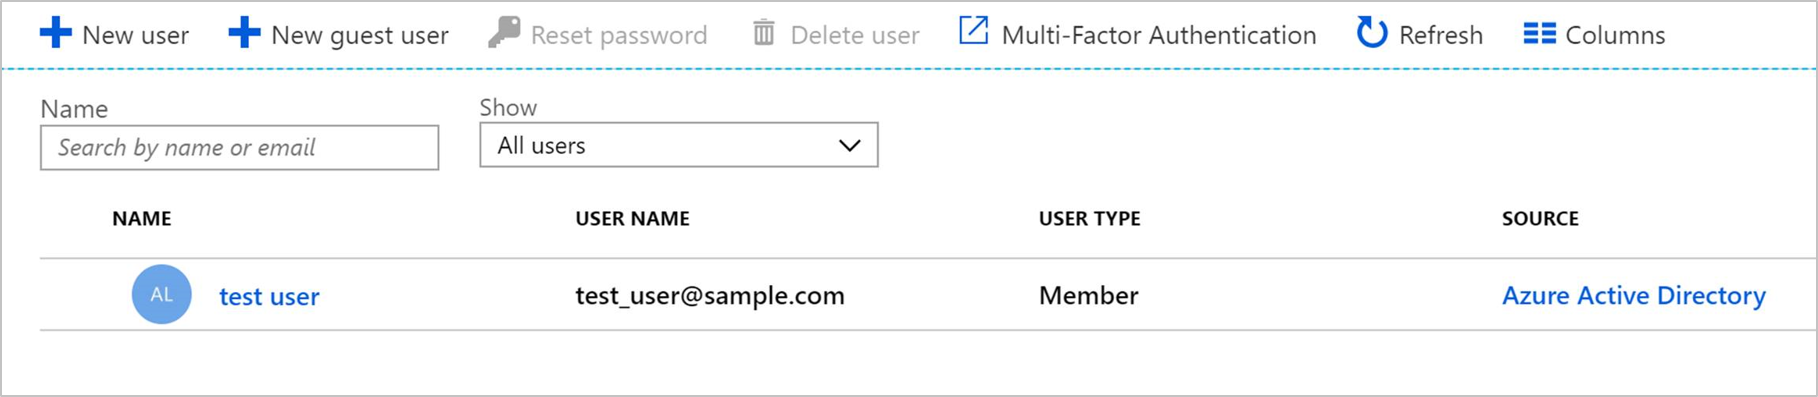 New user New guest user Reset password Delete user Multi-Factor Authentication Refresh Columns
Name Show
Search by name or email All users
NAME USER NAME USER TYPE SOURCE
AL test user test_user@sample.com Member Azure Active Directory